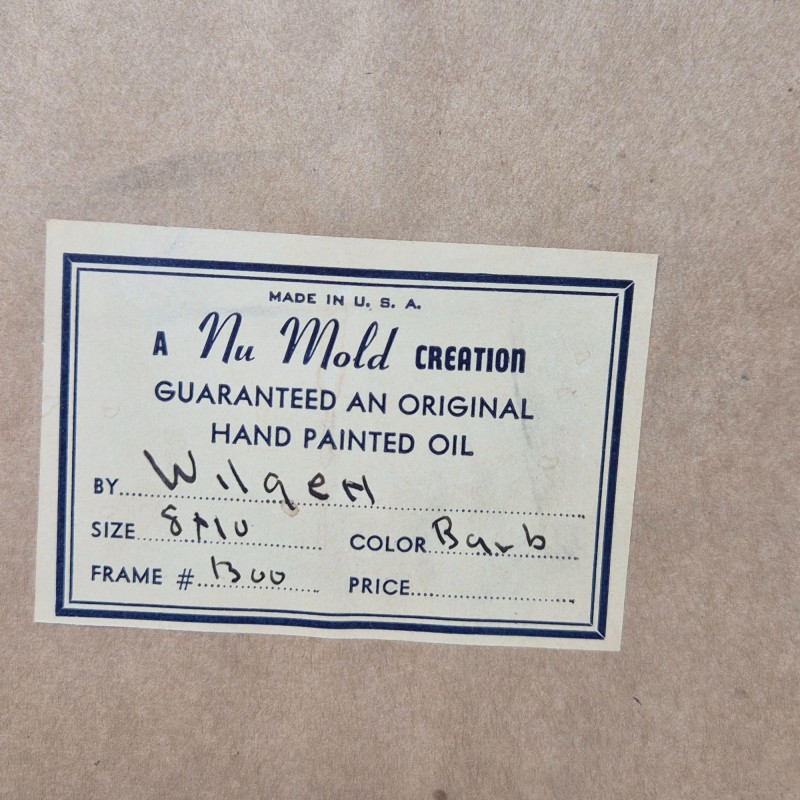 MADE IN U. S. A.
A Nu Mold CREATION
GUARANTEED AN ORIGINAL
HAND PAINTED OIL
BY
SIZE 8x10 COLOR Barb
FRAME # 1300 PRICE